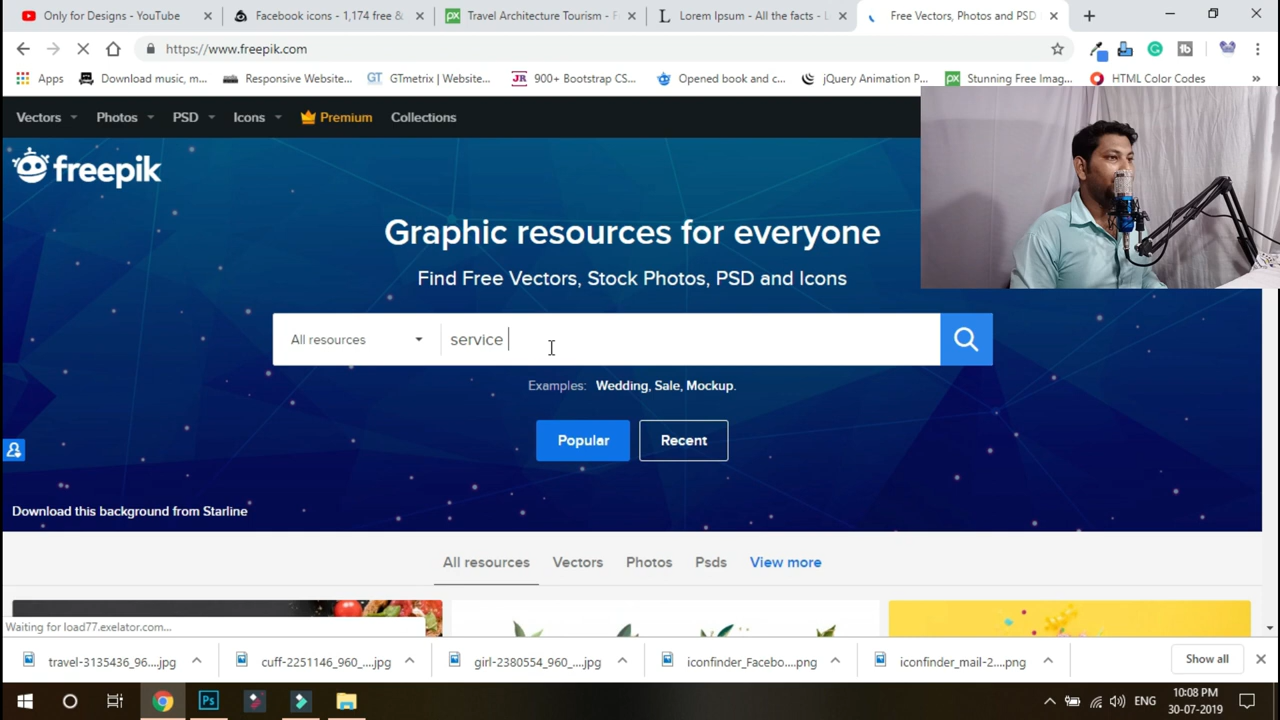 Only for Designs - YouTube
Facebook icons - 1,174 free &
Travel Architecture Tourism - F
Lorem Ipsum - All the facts - L
Free Vectors, Photos and PSD
https://www.freepik.com
Apps
Download music, m...
Responsive Website...
GTmetrix | Website...
900+ Bootstrap CS...
Opened book and c...
jQuery Animation P...
Stunning Free Imag...
HTML Color Codes
Vectors
Photos
PSD
Icons
Premium
Collections
freepik
Graphic resources for everyone
Find Free Vectors, Stock Photos, PSD and Icons
All resources
service
Examples: Wedding, Sale, Mockup.
Popular
Recent
Download this background from Starline
All resources
Vectors
Photos
Psds
View more
Waiting for load77.exelator.com...
travel-3135436_96....jpg
cuff-2251146_960_....jpg
girl-2380554_960_....jpg
iconfinder_Facebo....png
iconfinder_mail-2....png
Show all
Ps
ENG
10:08 PM
30-07-2019